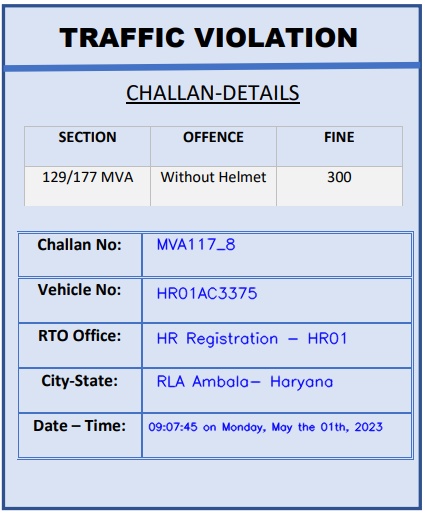 TRAFFIC VIOLATION
CHALLAN-DETAILS
SECTION OFFENCE FINE
129/177 MVA Without Helmet 300
Challan No: MVA117_8
Vehicle No: HR01AC3375
RTO Office: HR Registration - HR01
City-State: RLA Ambala- Haryana
Date – Time: 09:07:45 on Monday, May the 01th, 2023